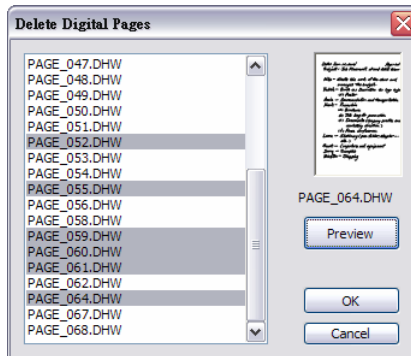 Delete Digital Pages
PAGE_047.DHW
PAGE_048.DHW
PAGE_049.DHW
PAGE_050.DHW
PAGE_051.DHW
PAGE_052.DHW
PAGE_053.DHW
PAGE_054.DHW
PAGE_055.DHW
PAGE_056.DHW
PAGE_058.DHW
PAGE_059.DHW
PAGE_060.DHW
PAGE_061.DHW
PAGE_062.DHW
PAGE_064.DHW
PAGE_067.DHW
PAGE_068.DHW
PAGE_064.DHW
Preview
OK
Cancel